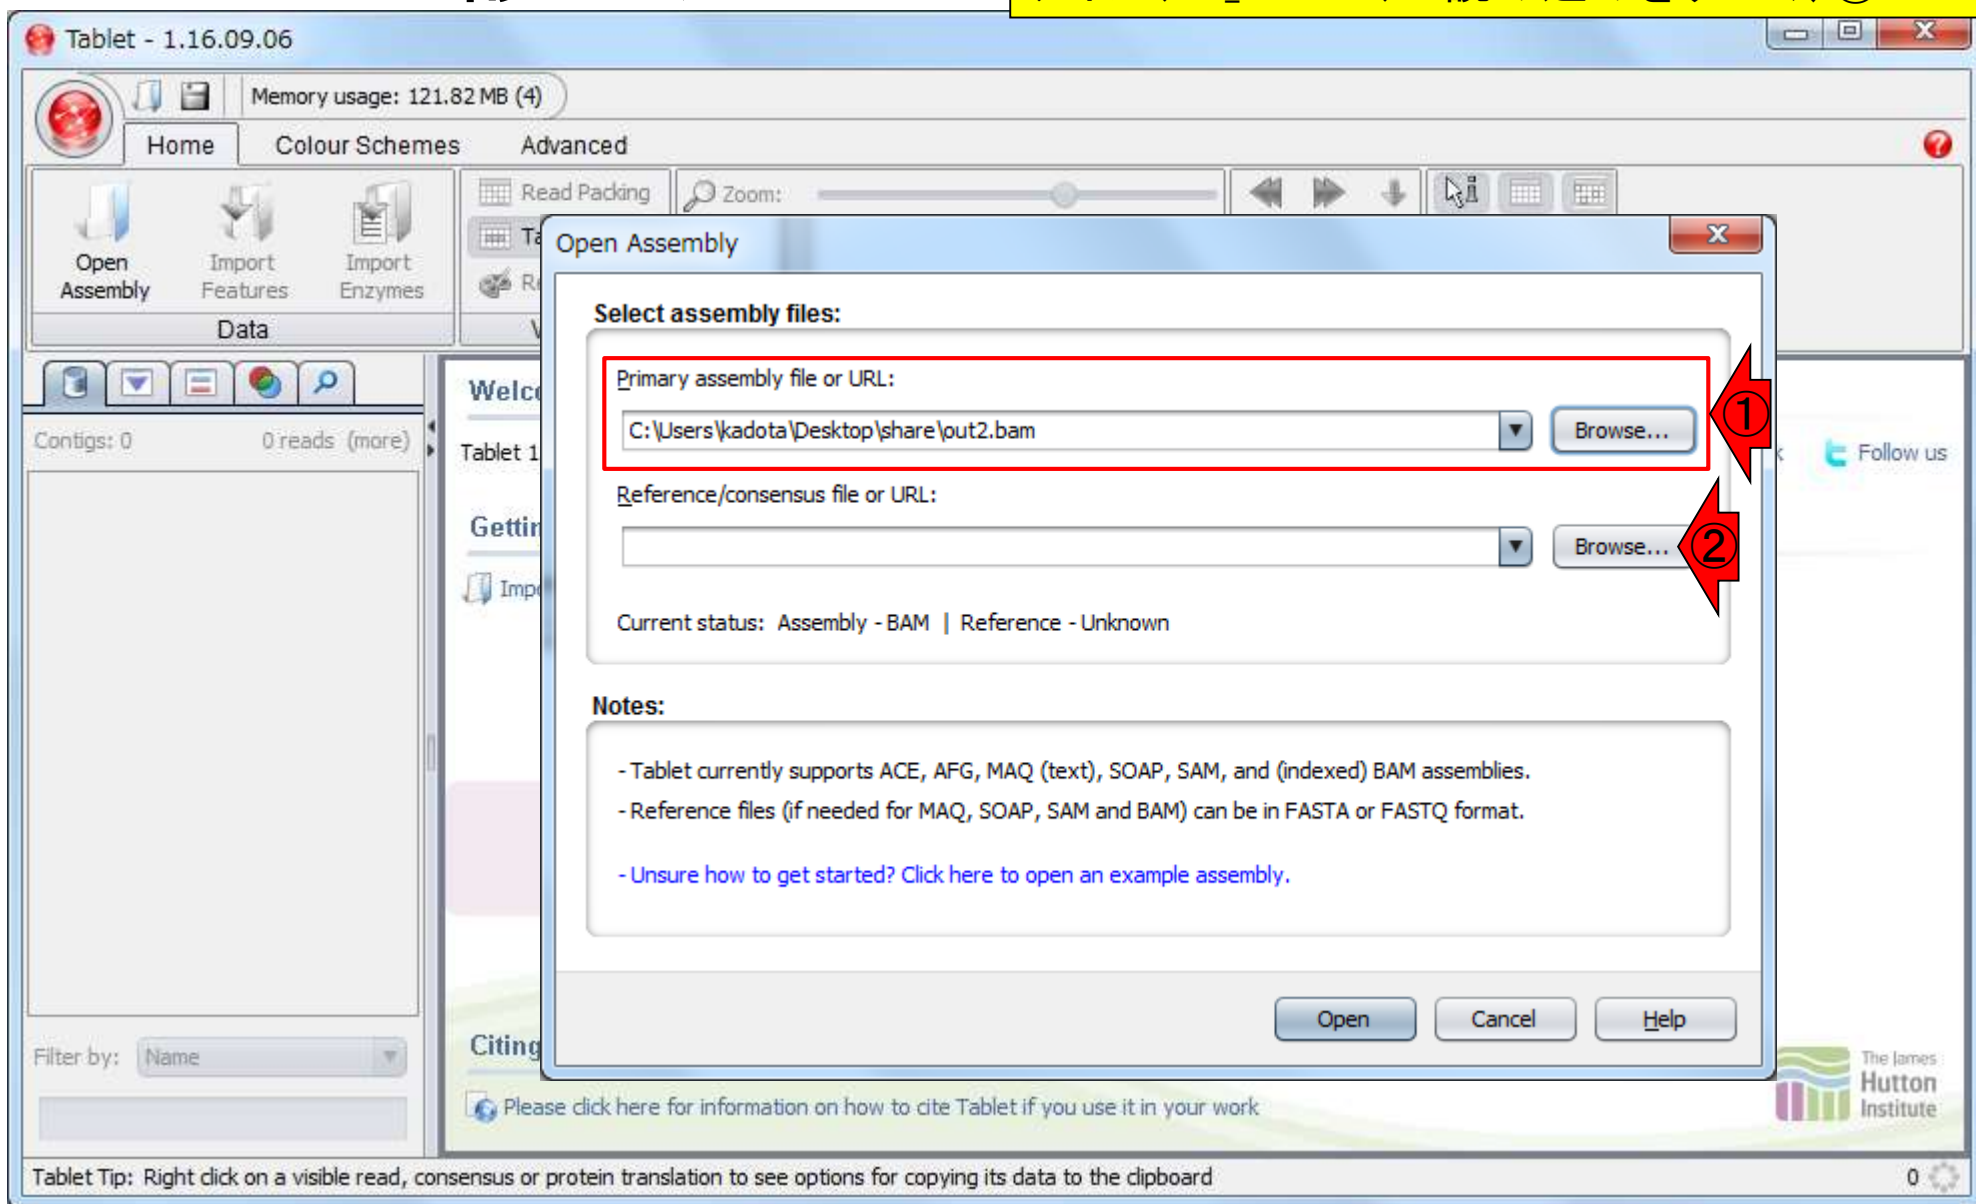 Tablet - 1.16.09.06
Memory usage: 121.82 MB (4)
Home Colour Schemes Advanced
Open Assembly
Import Features
Import Enzymes
Data
Read Packing
Zoom:
Open Assembly
Select assembly files:
Primary assembly file or URL:
C:\Users\kadota\Desktop\share\out2.bam
Browse...
①
Reference/consensus file or URL:
Browse...
②
Current status: Assembly - BAM | Reference - Unknown
Notes:
- Tablet currently supports ACE, AFG, MAQ (text), SOAP, SAM, and (indexed) BAM assemblies.
- Reference files (if needed for MAQ, SOAP, SAM and BAM) can be in FASTA or FASTQ format.
- Unsure how to get started? Click here to open an example assembly.
Open Cancel Help
Contigs: 0 0 reads (more)
Tablet 1
Follow us
Filter by: Name
Citing
Please click here for information on how to cite Tablet if you use it in your work
The James
Hutton
Institute
Tablet Tip: Right click on a visible read, consensus or protein translation to see options for copying its data to the clipboard
0